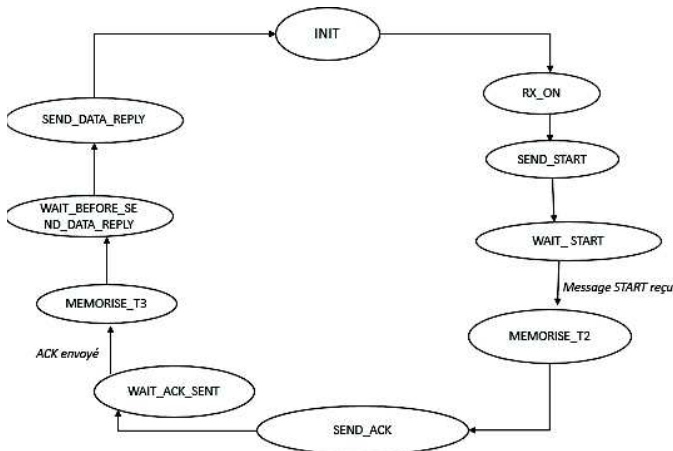 INIT
RX_ON
SEND_START
WAIT_ START
Message START reçu
MEMORISE_T2
SEND_ACK
WAIT_ACK_SENT
ACK envoyé
MEMORISE_T3
WAIT_BEFORE_SE
ND_DATA_REPLY
SEND_DATA_REPLY